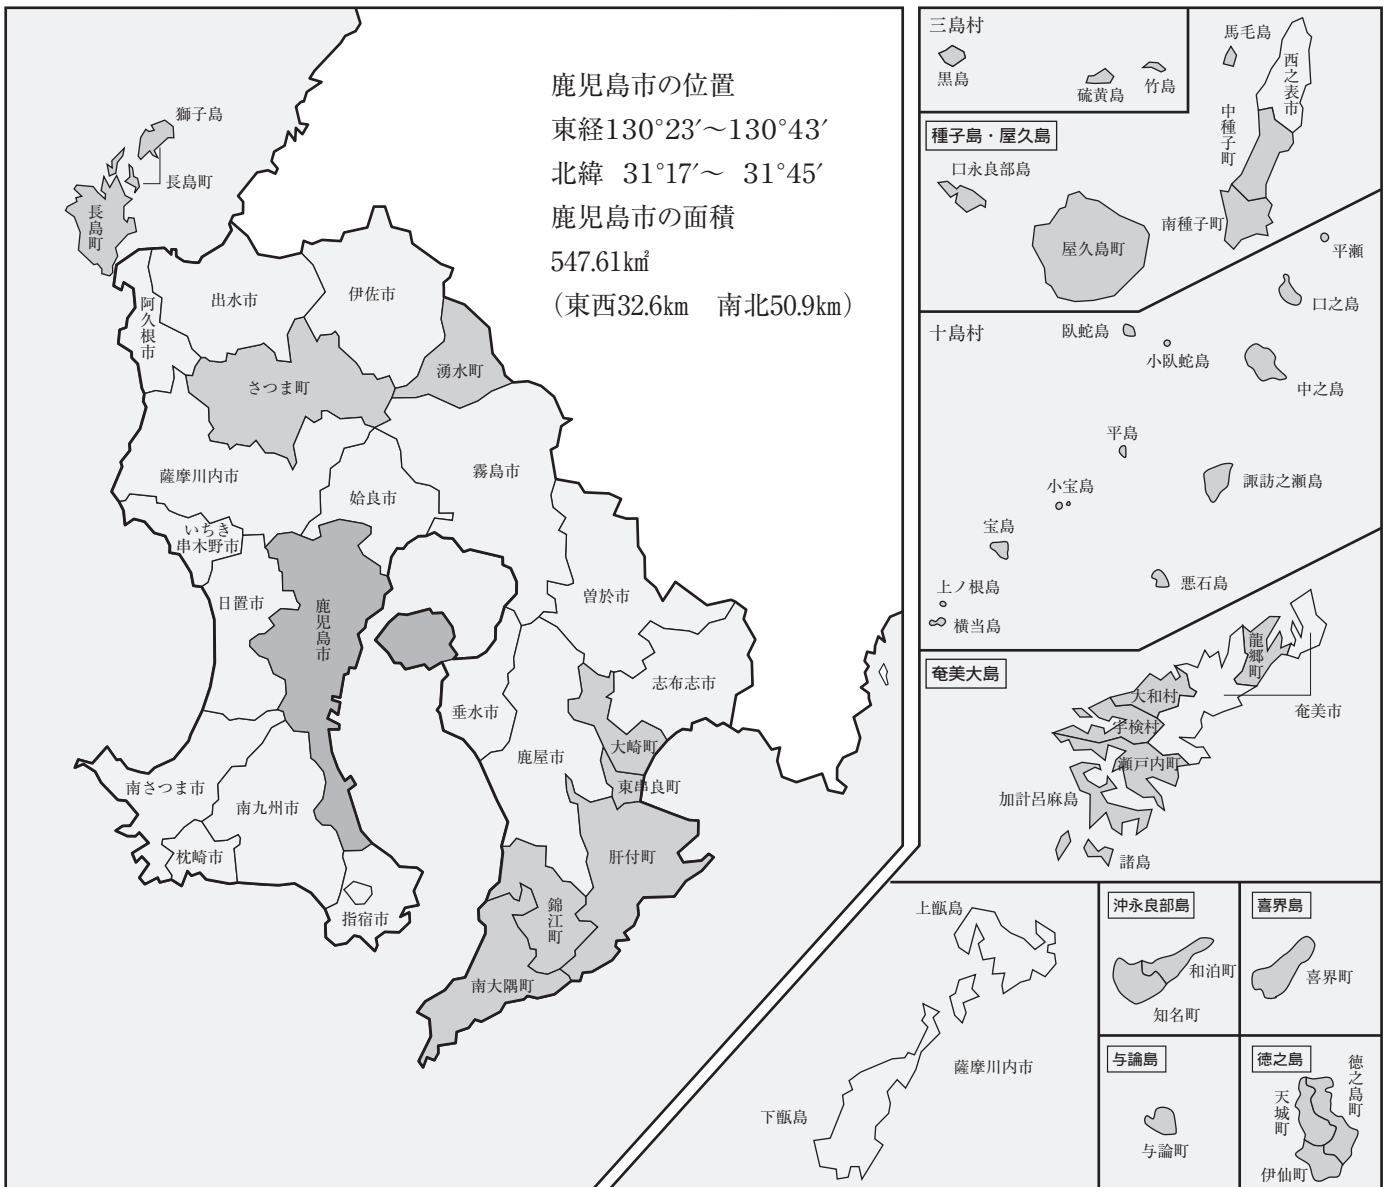 鹿児島市の位置
東経130°23′～130°43′
北緯 31°17′～ 31°45′
鹿児島市の面積
547.61k㎡
（東西32.6km 南北50.9km）
獅子島
長島町
長島町
阿久根市
出水市
伊佐市
湧水町
さつま町
薩摩川内市
霧島市
姶良市
いちき
串木野市
日置市
鹿児島市
曽於市
志布志市
垂水市
鹿屋市
大崎町
東串良町
南さつま市
南九州市
枕崎市
指宿市
肝付町
錦江町
南大隅町
三島村
黒島
硫黄島
竹島
馬毛島
西之表市
中種子町
南種子町
種子島・屋久島
口永良部島
屋久島町
十島村
平瀬
口之島
臥蛇島
小臥蛇島
中之島
平島
諏訪之瀬島
小宝島
宝島
悪石島
上ノ根島
横当島
奄美大島
龍郷町
大和村
奄美市
宇検村
瀬戸内町
加計呂麻島
諸島
上甑島
薩摩川内市
下甑島
沖永良部島
和泊町
知名町
喜界島
喜界町
与論島
与論町
徳之島
徳之島町
天城町
伊仙町